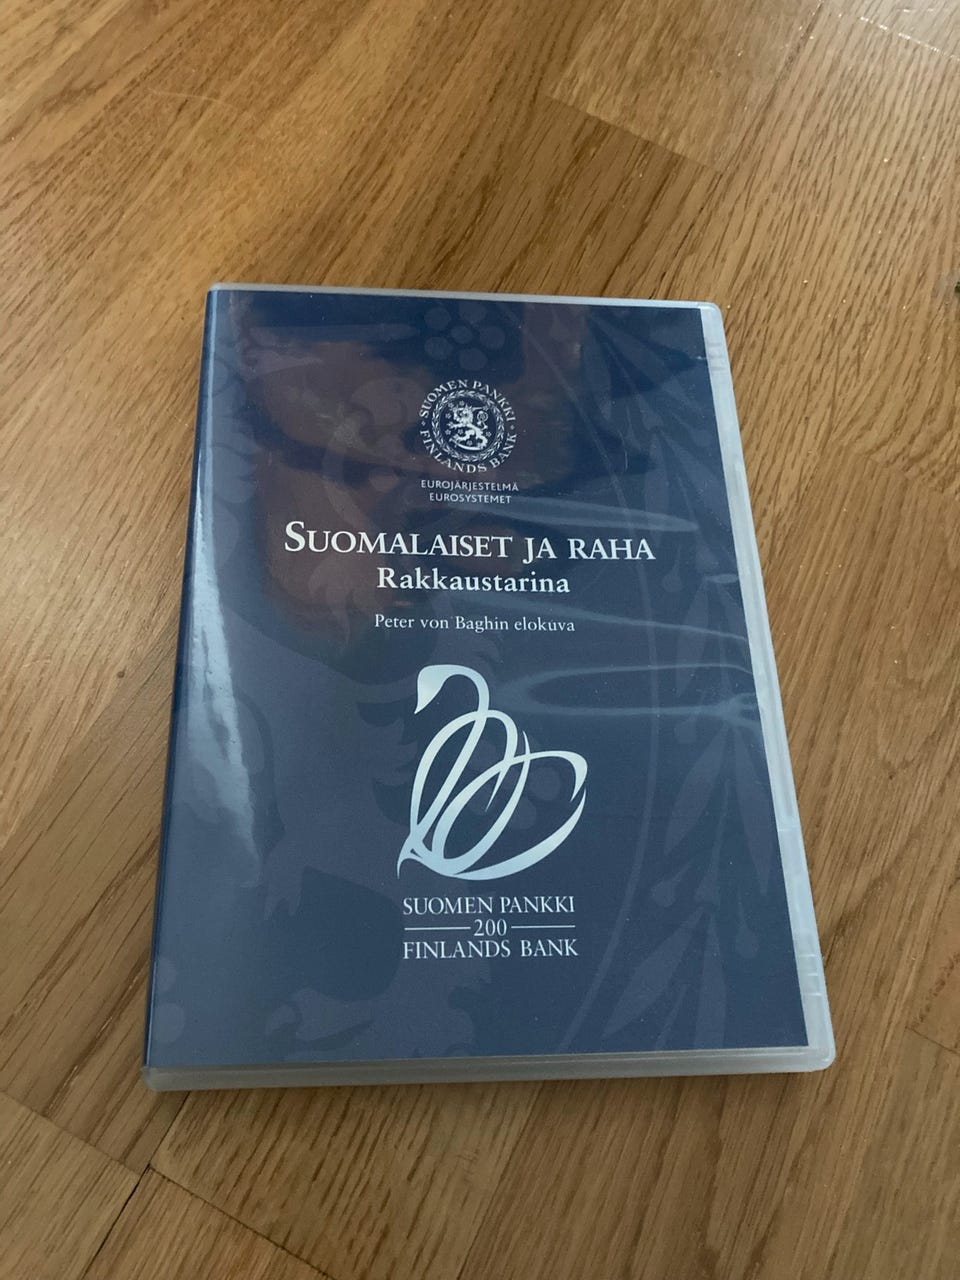 SUOMEN PANKKI
FINLANDS BANK
EUROJÄRJESTELMÄ
EUROSYSTEMET
SUOMALAISET JA RAHA
Rakkaustarina
Peter von Baghin elokuva
SUOMEN PANKKI
200
FINLANDS BANK